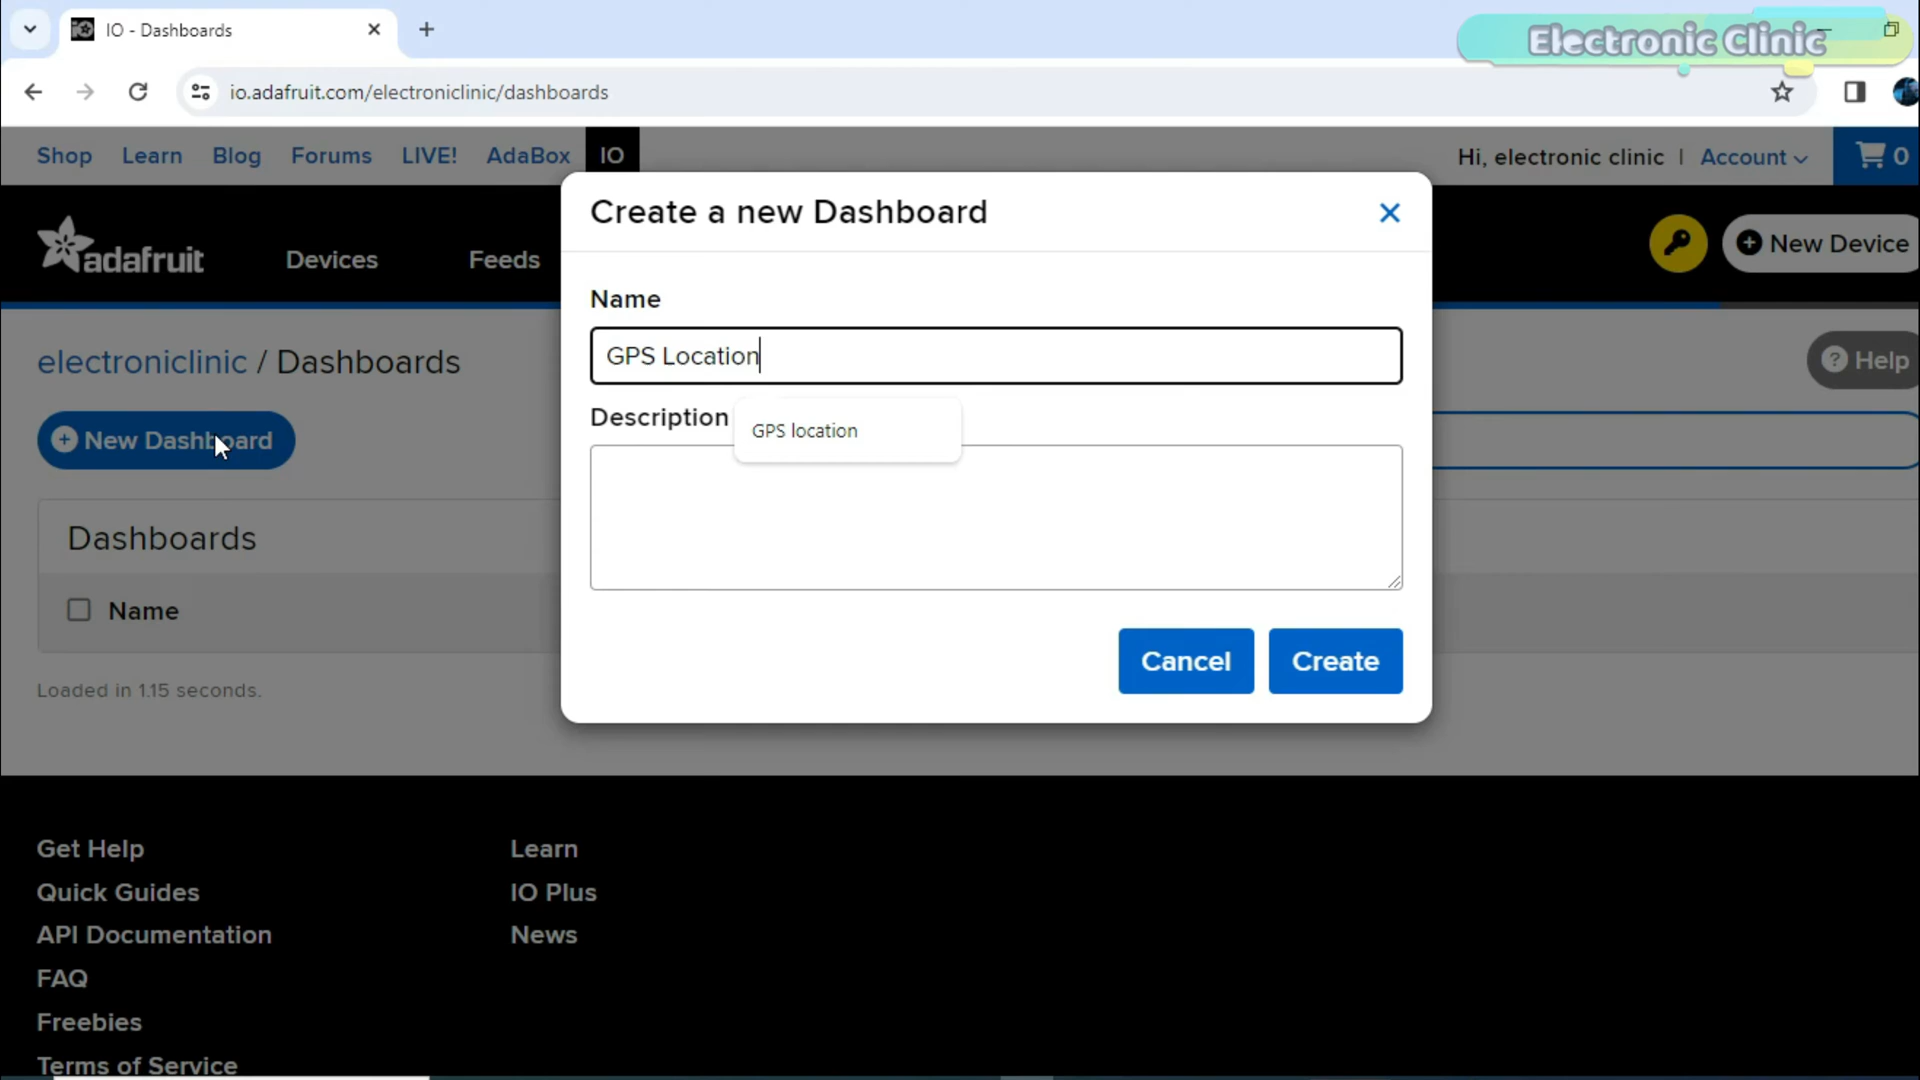 IO - Dashboards
Electronic Clinic
io.adafruit.com/electroniclinic/dashboards
Shop Learn Blog Forums LIVE! AdaBox IO
Hi, electronic clinic | Account 0
Create a new Dashboard
adafruit Devices Feeds
New Device
Name
GPS Location
electroniclinic / Dashboards
Help
Description
GPS location
New Dashboard
Dashboards
Name
Cancel Create
Loaded in 1.15 seconds.
Get Help Learn
Quick Guides IO Plus
API Documentation News
FAQ
Freebies
Terms of Service